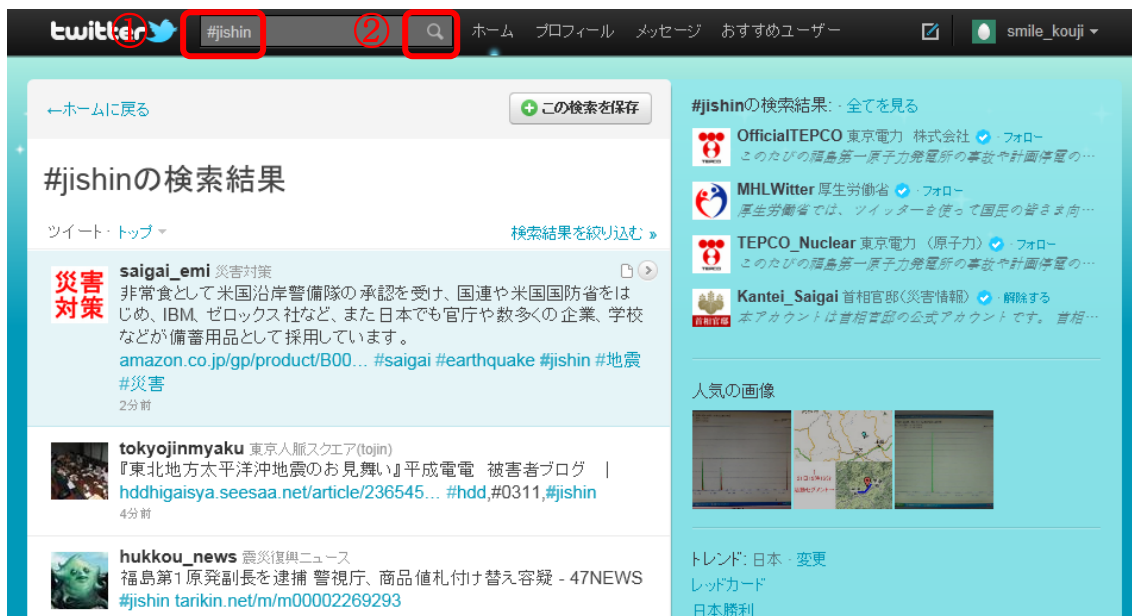 twitter ① #jishin ② ホーム プロフィール メッセージ おすすめユーザー smile_kouji
←ホームに戻る
この検索を保存
#jishinの検索結果
ツイート· トップ
検索結果を絞り込む »
災害
対策
saigai_emi 災害対策
非常食として米国沿岸警備隊の承認を受け、国連や米国国防省をは
じめ、IBM、ゼロックス社など、また日本でも官庁や数多くの企業、学校
などが備蓄用品として採用しています。
amazon.co.jp/gp/product/B00... #saigai #earthquake #jishin #地震
#災害
2分前
tokyojinmyaku 東京人脈スクエア(tojin)
『東北地方太平洋沖地震のお見舞い』平成電電 被害者ブログ |
hddhigaisya.seesaa.net/article/236545... #hdd,#0311,#jishin
4分前
hukkou_news 震災復興ニュース
福島第1原発副長を逮捕 警視庁、商品値札付け替え容疑 - 47NEWS
#jishin tarikin.net/m/m00002269293
#jishinの検索結果: · 全てを見る
OfficialTEPCO 東京電力 株式会社 · フォロー
このたびの福島第一原子力発電所の事故や計画停電の…
TEPCO
MHLWitter 厚生労働省 · フォロー
厚生労働省では、ツイッターを使って国民の皆さま向…
TEPCO_Nuclear 東京電力 (原子力) · フォロー
このたびの福島第一原子力発電所の事故や計画停電の…
TEPCO
Kantei_Saigai 首相官邸(災害情報) · 解除する
本アカウントは首相官邸の公式アカウントです。 首相…
首相官邸
人気の画像
トレンド: 日本 · 変更
レッドカード
日本勝利